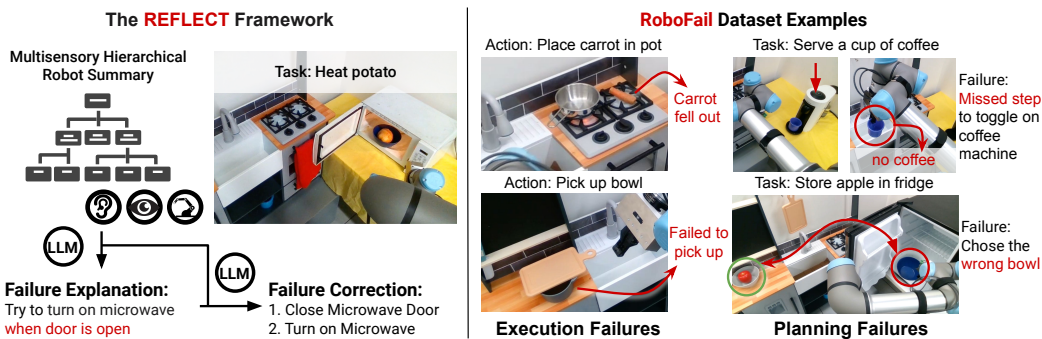 The REFLECT Framework
Multisensory Hierarchical
Robot Summary
Task: Heat potato
LLM
LLM
Failure Explanation:
Try to turn on microwave
when door is open
Failure Correction:
1. Close Microwave Door
2. Turn on Microwave
RoboFail Dataset Examples
Action: Place carrot in pot
Carrot
fell out
Action: Pick up bowl
Failed to
pick up
Execution Failures
Task: Serve a cup of coffee
no coffee
Failure:
Missed step
to toggle on
coffee
machine
Task: Store apple in fridge
Failure:
Chose the
wrong bowl
Planning Failures